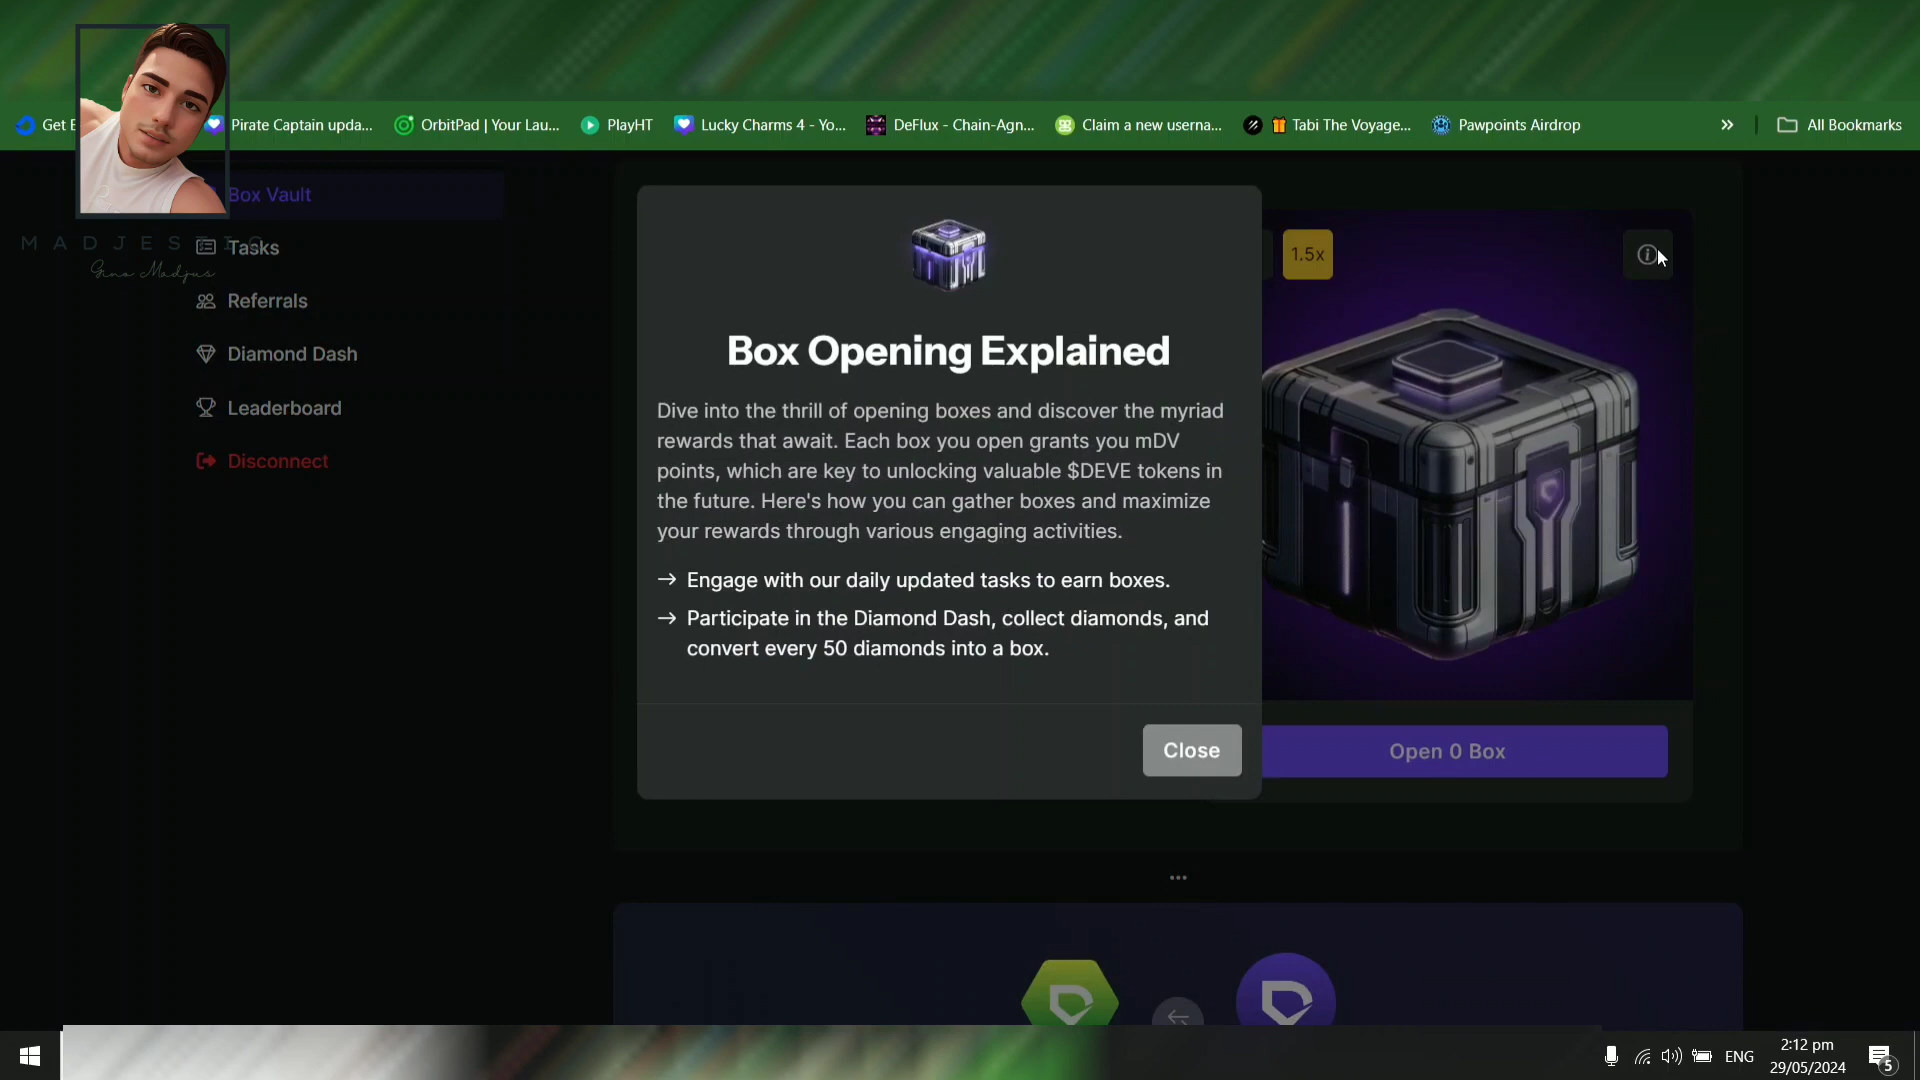 Get
Pirate Captain upda...
OrbitPad | Your Lau...
PlayHT
Lucky Charms 4 - Yo...
DeFlux - Chain-Agn...
Claim a new userna...
Tabi The Voyage...
Pawpoints Airdrop
All Bookmarks
Box Vault
MADJESTIC
Gino Madjus
Tasks
Referrals
Diamond Dash
Leaderboard
Disconnect
1.5x
Box Opening Explained
Dive into the thrill of opening boxes and discover the myriad
rewards that await. Each box you open grants you mDV
points, which are key to unlocking valuable $DEVE tokens in
the future. Here's how you can gather boxes and maximize
your rewards through various engaging activities.
→ Engage with our daily updated tasks to earn boxes.
→ Participate in the Diamond Dash, collect diamonds, and
convert every 50 diamonds into a box.
Close
Open 0 Box
ENG
2:12 pm
29/05/2024
5